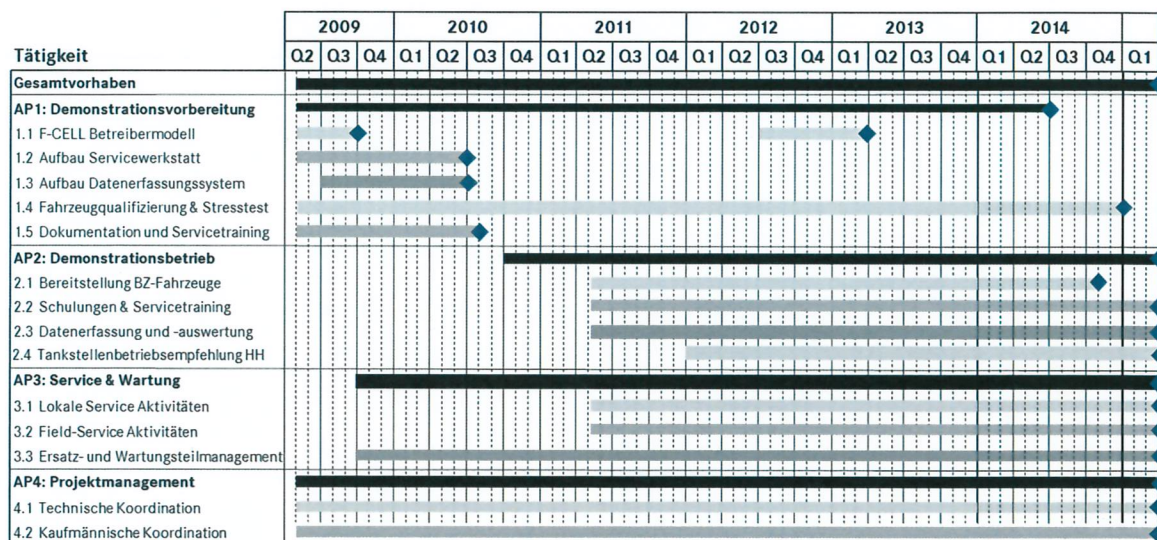 2009 2010 2011 2012 2013 2014
Tätigkeit Q2 Q3 Q4 Q1 Q2 Q3 Q4 Q1 Q2 Q3 Q4 Q1 Q2 Q3 Q4 Q1 Q2 Q3 Q4 Q1 Q2 Q3 Q4 Q1
Gesamtvorhaben
AP1: Demonstrationsvorbereitung
1.1 F-CELL Betreibermodell
1.2 Aufbau Servicewerkstatt
1.3 Aufbau Datenerfassungssystem
1.4 Fahrzeugqualifizierung & Stresstest
1.5 Dokumentation und Servicetraining
AP2: Demonstrationsbetrieb
2.1 Bereitstellung BZ-Fahrzeuge
2.2 Schulungen & Servicetraining
2.3 Datenerfassung und -auswertung
2.4 Tankstellenbetriebsempfehlung HH
AP3: Service & Wartung
3.1 Lokale Service Aktivitäten
3.2 Field-Service Aktivitäten
3.3 Ersatz- und Wartungsteilmanagement
AP4: Projektmanagement
4.1 Technische Koordination
4.2 Kaufmännische Koordination